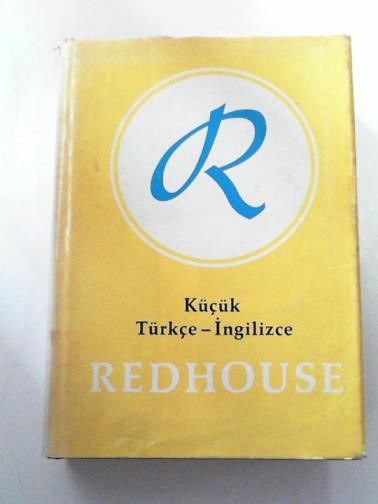 R
Küçük
Türkçe – İngilizce
REDHOUSE